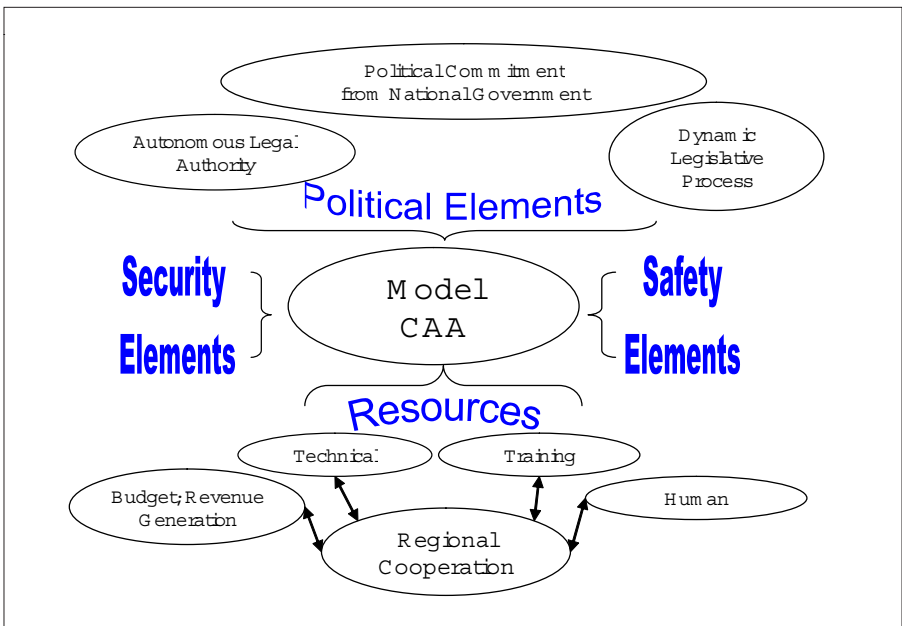 Political Commitment
from National Government
Autonomous Legal
Authority
Dynamic
Legislative
Process
Political Elements
Security
Elements
Model
CAA
Safety
Elements
Resources
Technical
Training
Budget; Revenue
Generation
Human
Regional
Cooperation